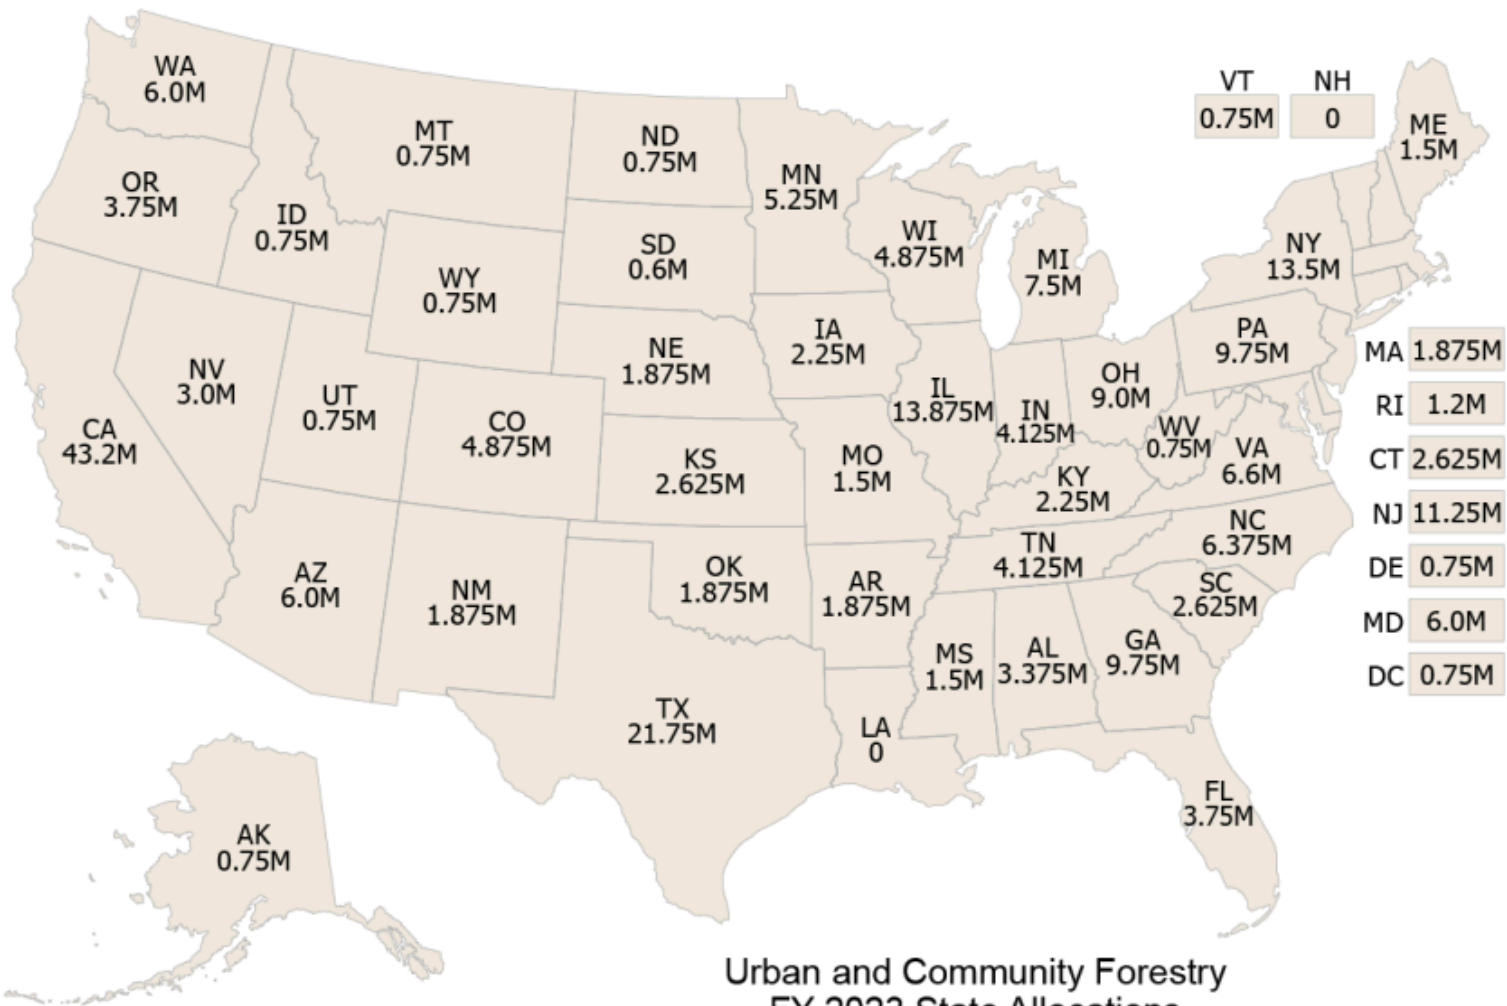 WA
6.0M
OR
3.75M
CA
43.2M
NV
3.0M
ID
0.75M
MT
0.75M
WY
0.75M
UT
0.75M
CO
4.875M
AZ
6.0M
NM
1.875M
ND
0.75M
SD
0.6M
NE
1.875M
KS
2.625M
OK
1.875M
TX
21.75M
MN
5.25M
IA
2.25M
MO
1.5M
AR
1.875M
LA
0
WI
4.875M
IL
13.875M
MI
7.5M
IN
4.125M
OH
9.0M
KY
2.25M
TN
4.125M
MS
1.5M
AL
3.375M
GA
9.75M
FL
3.75M
SC
2.625M
NC
6.375M
VA
6.6M
WV
0.75M
PA
9.75M
NY
13.5M
VT
0.75M
NH
0
ME
1.5M
MA 1.875M
RI 1.2M
CT 2.625M
NJ 11.25M
DE 0.75M
MD 6.0M
DC 0.75M
AK
0.75M
Urban and Community Forestry
State Allocations